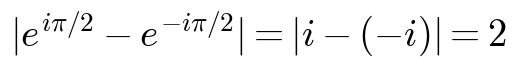 |e^{iπ/2} − e^{−iπ/2}| = |i − (−i)| = 2